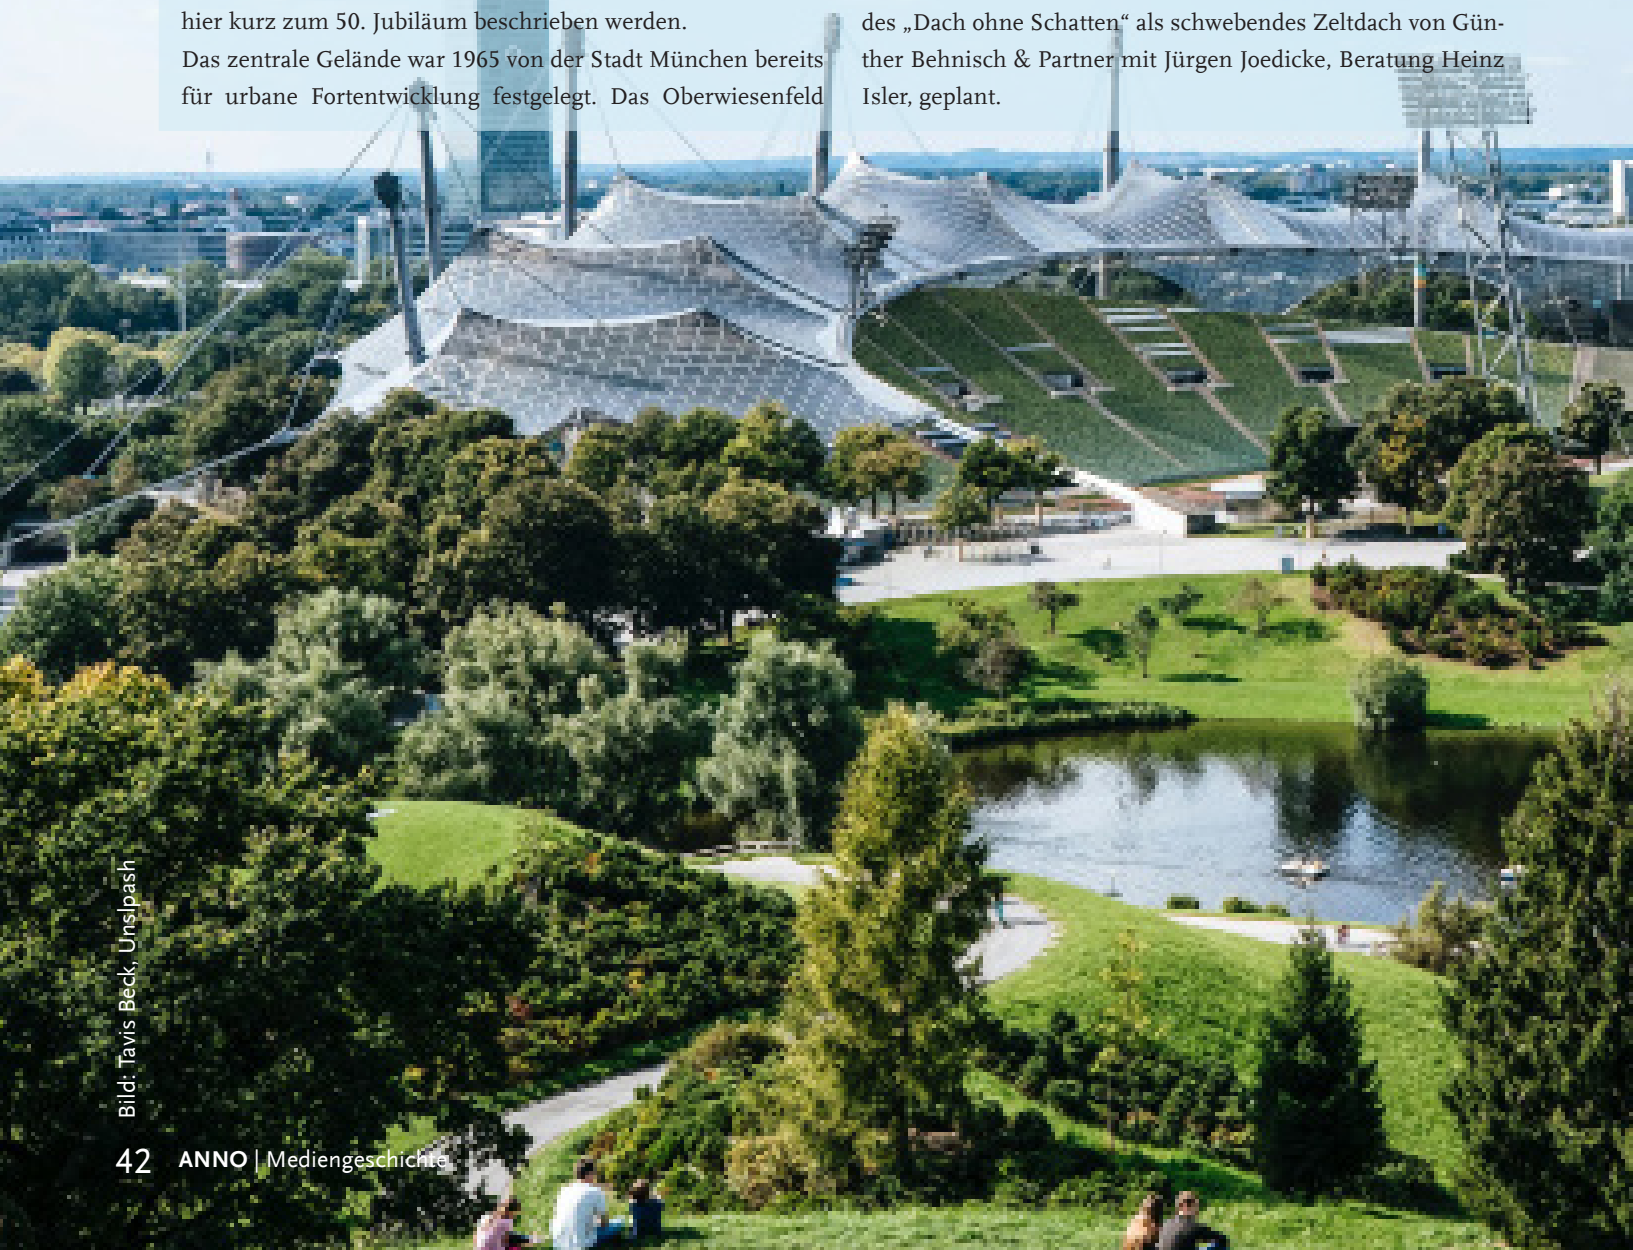 hier kurz zum 50. Jubiläum beschrieben werden.
Das zentrale Gelände war 1965 von der Stadt München bereits
für urbane Fortentwicklung festgelegt. Das Oberwiesenfeld
des „Dach ohne Schatten“ als schwebendes Zeltdach von Gün-
ther Behnisch & Partner mit Jürgen Joedicke, Beratung Heinz
Isler, geplant.
Bild: Tavis Beck, Unslpash
42 ANNO | Mediengeschichte